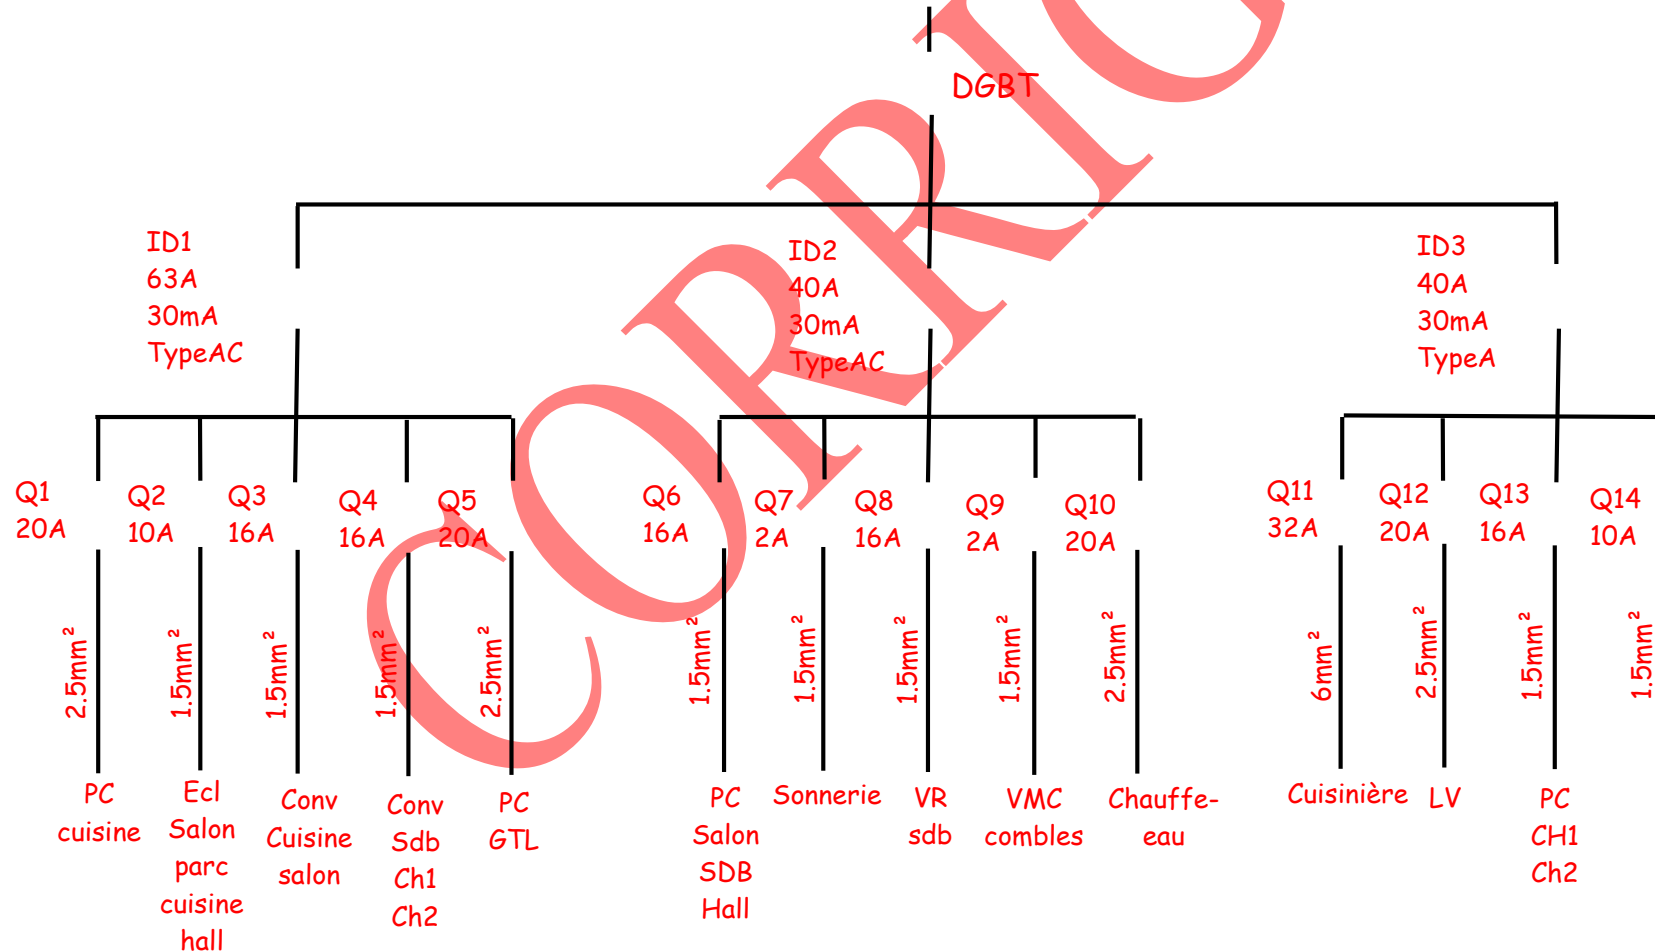 DGBT
ID1
63A
30mA
TypeAC
ID2
40A
30mA
TypeAC
ID3
40A
30mA
TypeA
Q1
20A
Q2
10A
Q3
16A
Q4
16A
Q5
20A
Q6
16A
Q7
2A
Q8
16A
Q9
2A
Q10
20A
Q11
32A
Q12
20A
Q13
16A
Q14
10A
2.5mm²
1.5mm²
1.5mm²
1.5mm²
2.5mm²
1.5mm²
1.5mm²
1.5mm²
1.5mm²
2.5mm²
6mm²
2.5mm²
1.5mm²
1.5mm²
PC
cuisine
Ecl
Salon
parc
cuisine
hall
Conv
Cuisine
salon
Conv
Sdb
Ch1
Ch2
PC
GTL
PC
Salon
SDB
Hall
Sonnerie
VR
sdb
VMC
combles
Chauffe-
eau
Cuisinière
LV
PC
CH1
Ch2
CORRIG